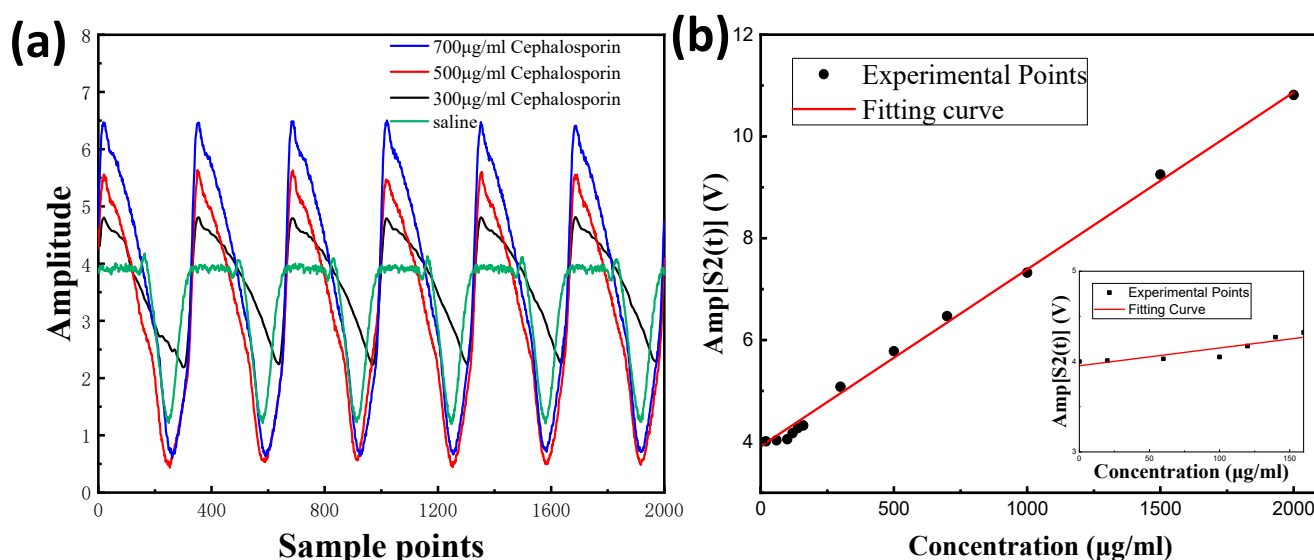 (a)
700μg/ml Cephalosporin
500μg/ml Cephalosporin
300μg/ml Cephalosporin
saline
Amplitude
8
7
6
5
4
3
2
1
0
0 400 800 1200 1600 2000
Sample points
(b)
Experimental Points
Fitting curve
Amp[S2(t)] (V)
12
10
8
6
4
0 500 1000 1500 2000
Concentration (μg/ml)
Experimental Points
Fitting Curve
Amp[S2(t)] (V)
5
4
3
0 50 100 150
Concentration (μg/ml)